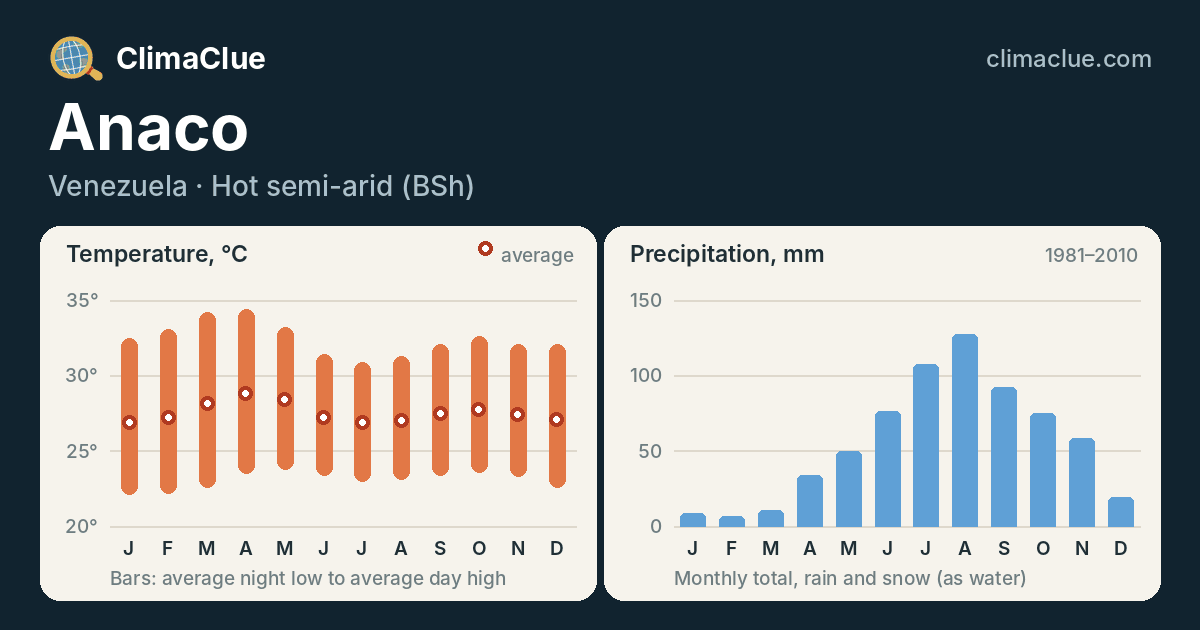 ClimaClue
climaclue.com
Anaco
Venezuela · Hot semi-arid (BSh)
Temperature, °C
average
35°
30°
25°
20°
J F M A M J J A S O N D
Bars: average night low to average day high
Precipitation, mm
1981–2010
150
100
50
0
J F M A M J J A S O N D
Monthly total, rain and snow (as water)